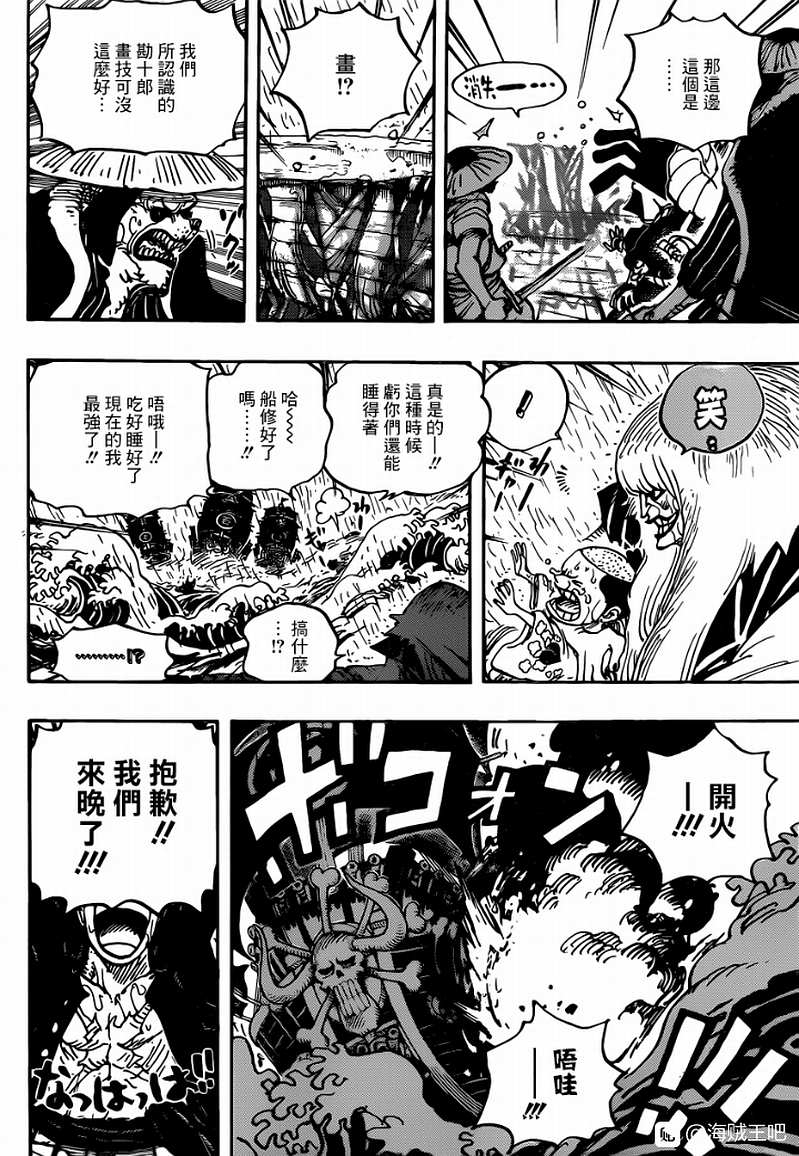 那這邊
這個是
……
消失————…
畫!?
我們
所認識的
勘十郎
畫技可沒
這麼好…
笑。
!
真是的—!!
這種時候
虧你們還能
睡得著
哈~~
船修好了
嗎……!!
唔哦—!!
吃好睡好了
現在的我
最強了!!
搞什麼
…!?
…………!?
開火
—!!!
ドゴォン
!!!
—唔哇
!!!
抱歉!!
我們
來晚了!!!
なっはっは!!
@海贼王吧